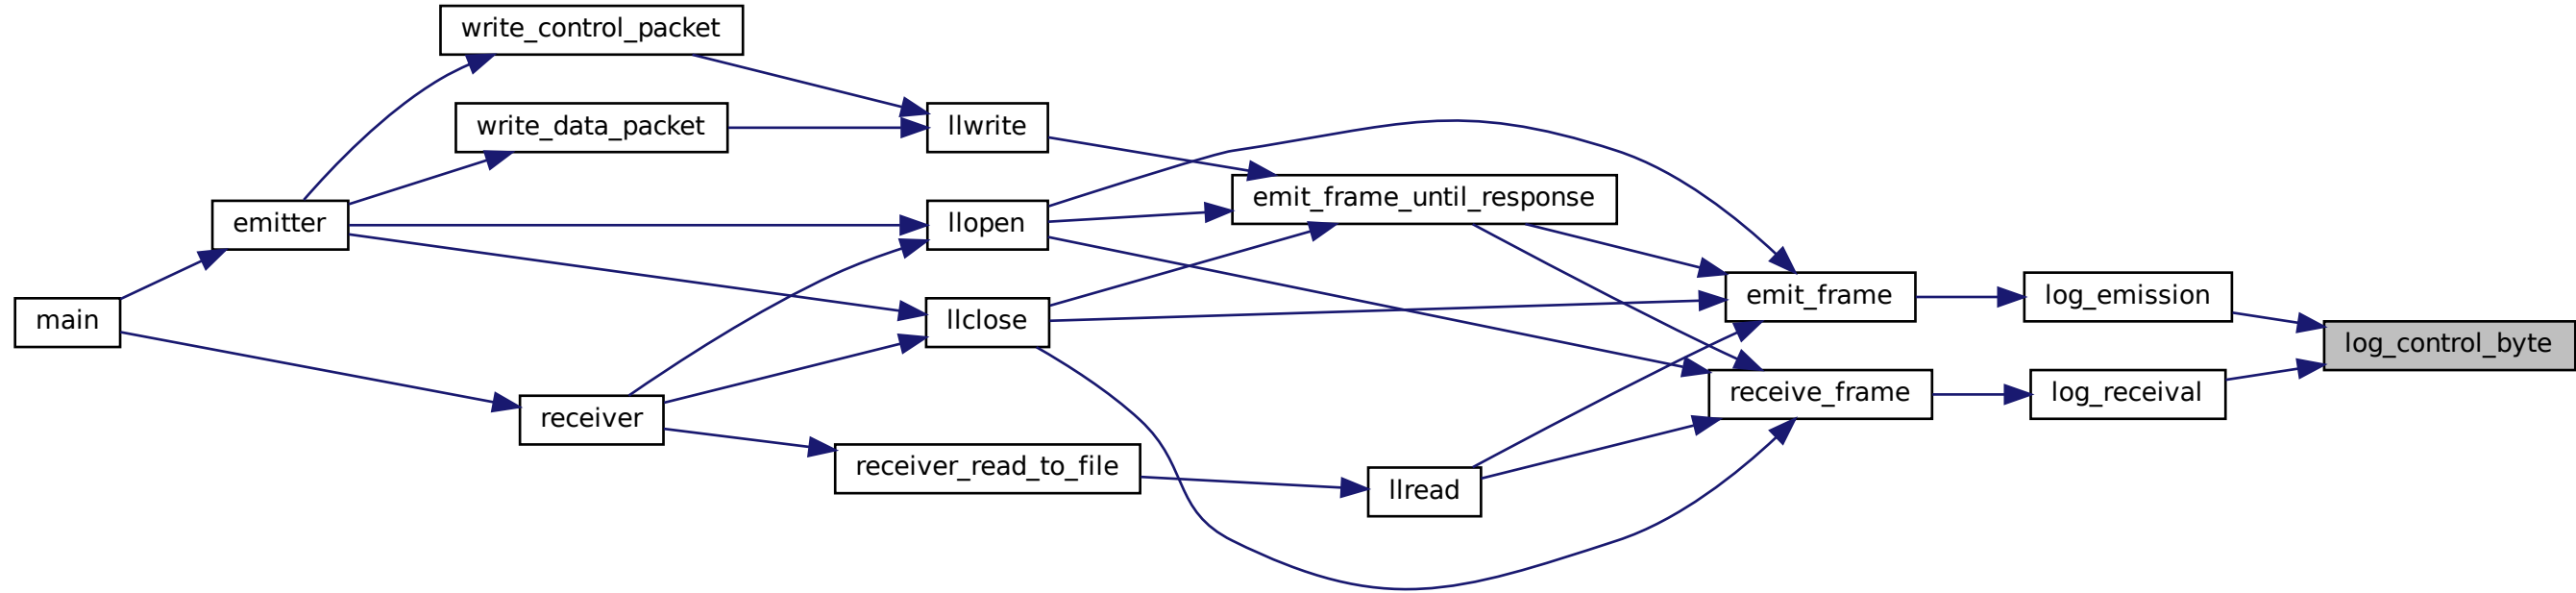 write_control_packet
write_data_packet
llwrite
emit_frame_until_response
emitter
llopen
emit_frame
log_emission
main
llclose
log_control_byte
receive_frame
log_receival
receiver
receiver_read_to_file
llread